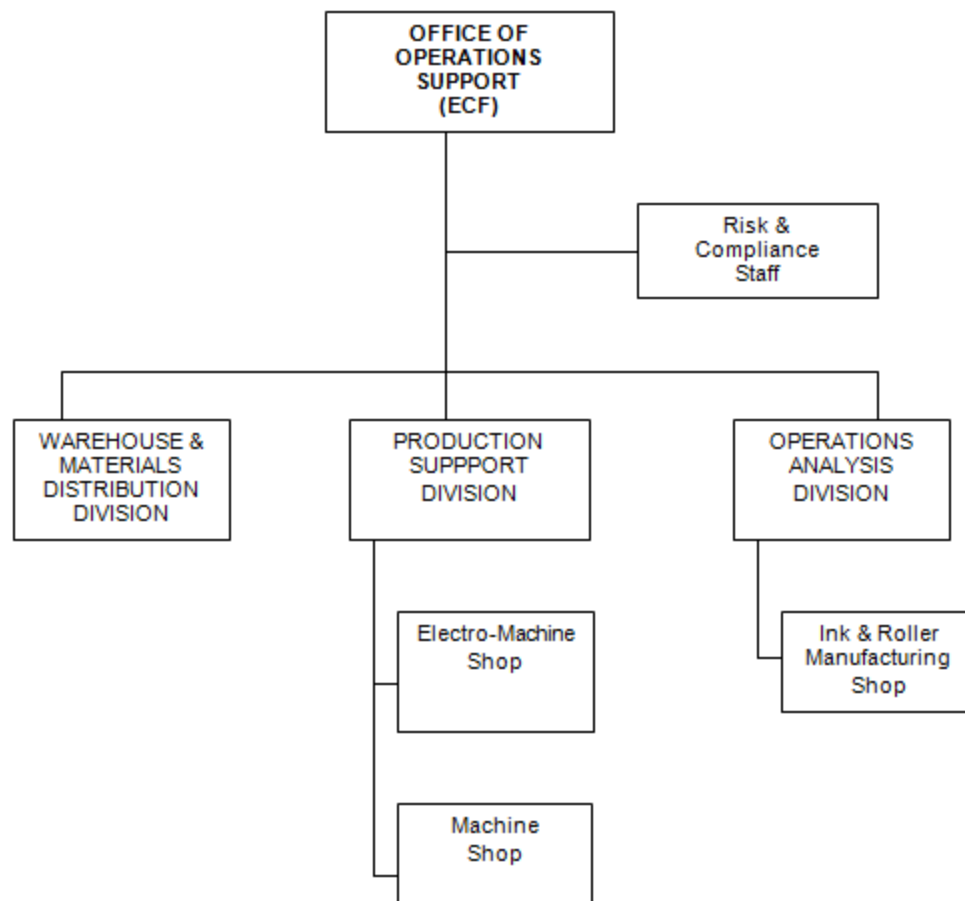 OFFICE OF
OPERATIONS
SUPPORT
(ECF)
Risk &
Compliance
Staff
WAREHOUSE &
MATERIALS
DISTRIBUTION
DIVISION
PRODUCTION
SUPPPORT
DIVISION
OPERATIONS
ANALYSIS
DIVISION
Electro-Machine
Shop
Ink & Roller
Manufacturing
Shop
Machine
Shop